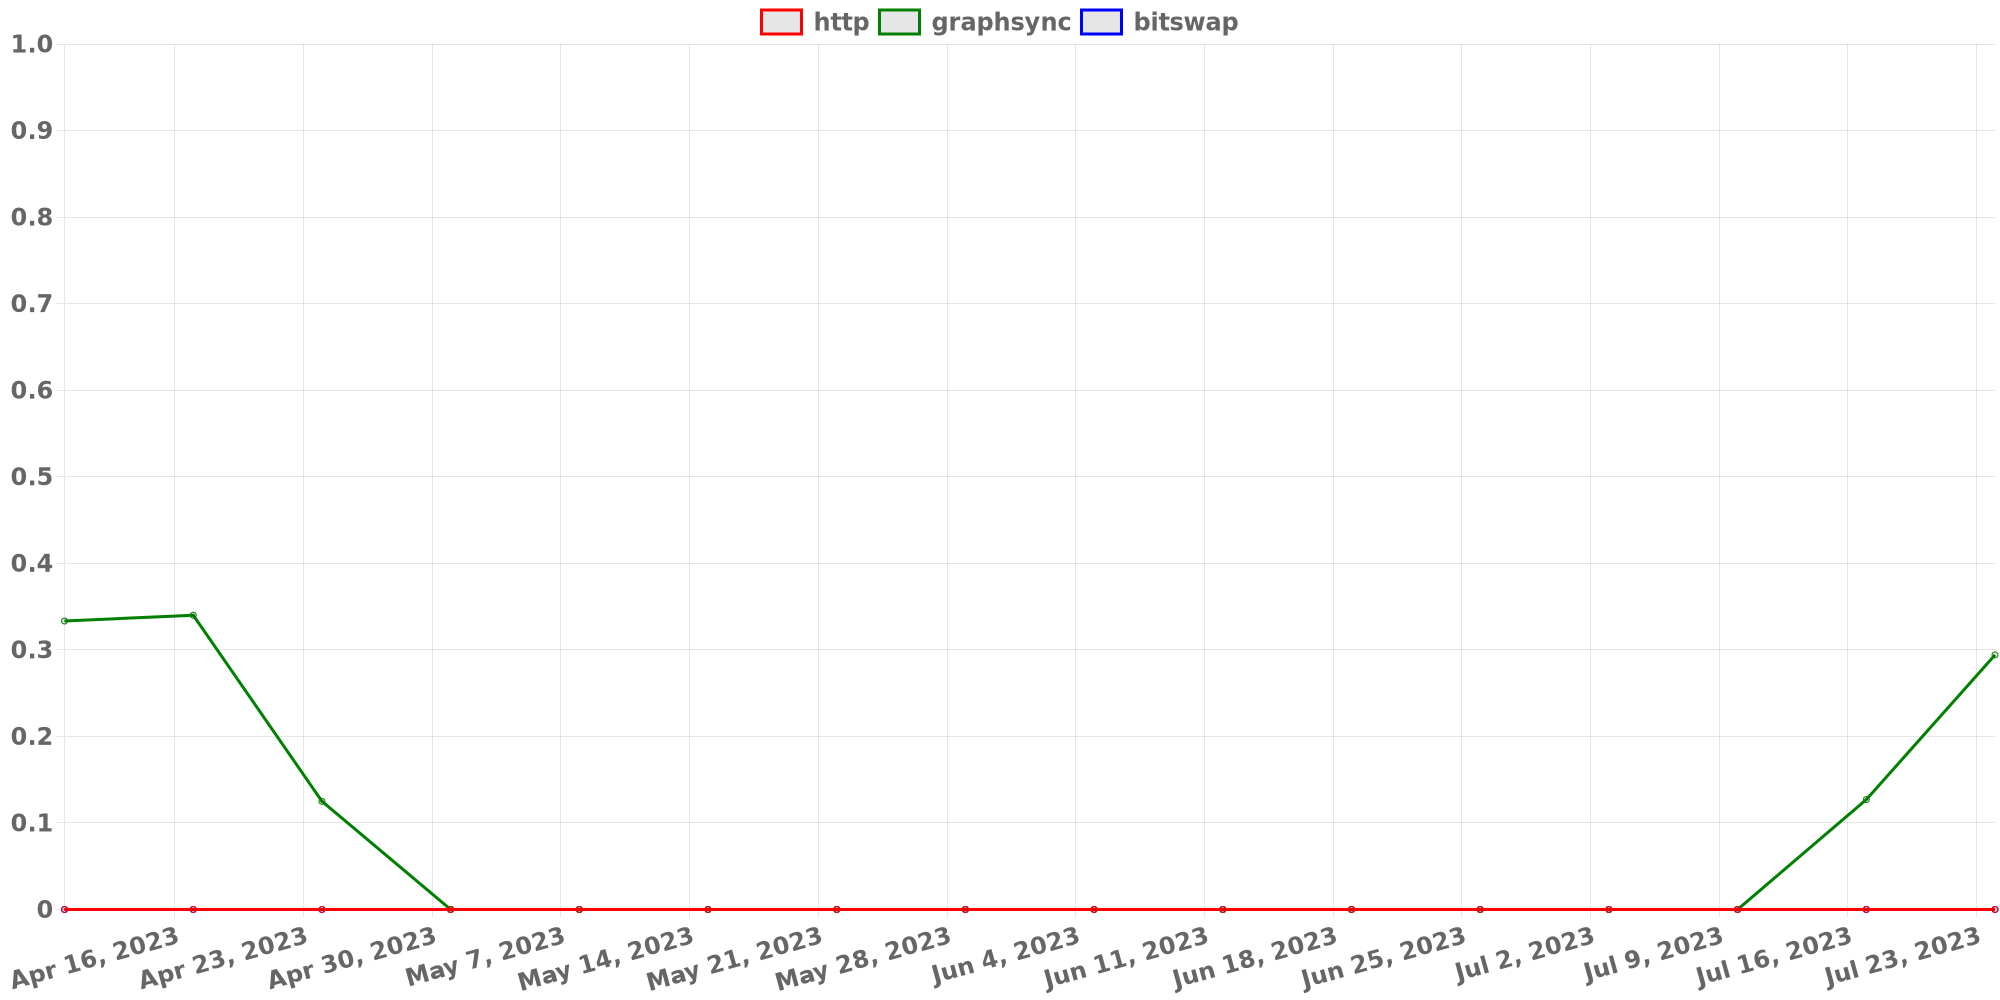 http graphsync bitswap
1.0
0.9
0.8
0.7
0.6
0.5
0.4
0.3
0.2
0.1
0
Apr 16, 2023
Apr 23, 2023
Apr 30, 2023
May 7, 2023
May 14, 2023
May 21, 2023
May 28, 2023
Jun 4, 2023
Jun 11, 2023
Jun 18, 2023
Jun 25, 2023
Jul 2, 2023
Jul 9, 2023
Jul 16, 2023
Jul 23, 2023